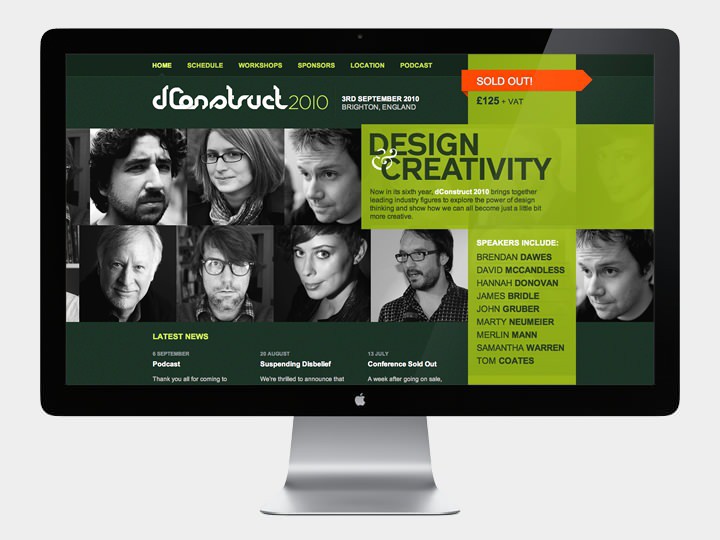 HOME SCHEDULE WORKSHOPS SPONSORS LOCATION PODCAST
SOLD OUT!
£125 + VAT
dConstruct2010
3RD SEPTEMBER 2010
BRIGHTON, ENGLAND
DESIGN
& CREATIVITY
Now in its sixth year, dConstruct 2010 brings together
leading industry figures to explore the power of design
thinking and show how we can all become just a little bit
more creative.
SPEAKERS INCLUDE:
BRENDAN DAWES
DAVID MCCANDLESS
HANNAH DONOVAN
JAMES BRIDLE
JOHN GRUBER
MARTY NEUMEIER
MERLIN MANN
SAMANTHA WARREN
TOM COATES
LATEST NEWS
6 SEPTEMBER
Podcast
Thank you all for coming to
20 AUGUST
Suspending Disbelief
We're thrilled to announce that
13 JULY
Conference Sold Out
A week after going on sale,